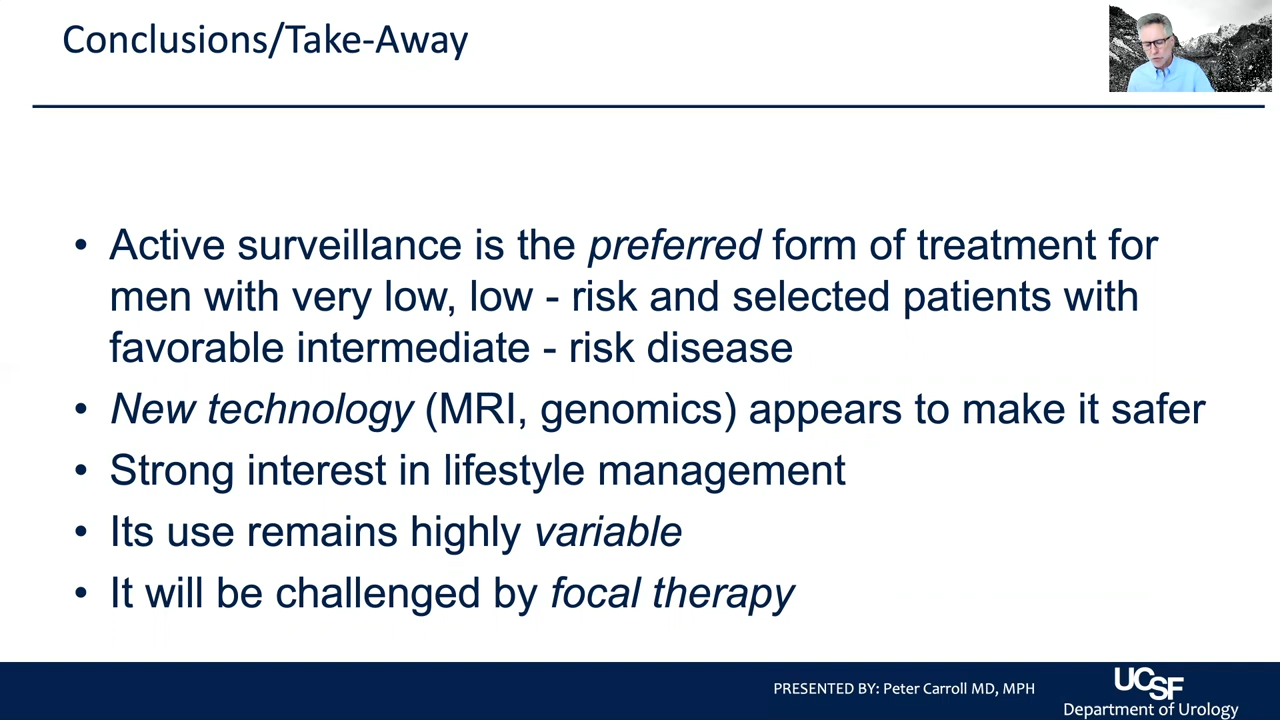 Conclusions/Take-Away
• Active surveillance is the preferred form of treatment for
men with very low, low - risk and selected patients with
favorable intermediate - risk disease
• New technology (MRI, genomics) appears to make it safer
• Strong interest in lifestyle management
• Its use remains highly variable
• It will be challenged by focal therapy
PRESENTED BY: Peter Carroll MD, MPH
UCSF
Department of Urology